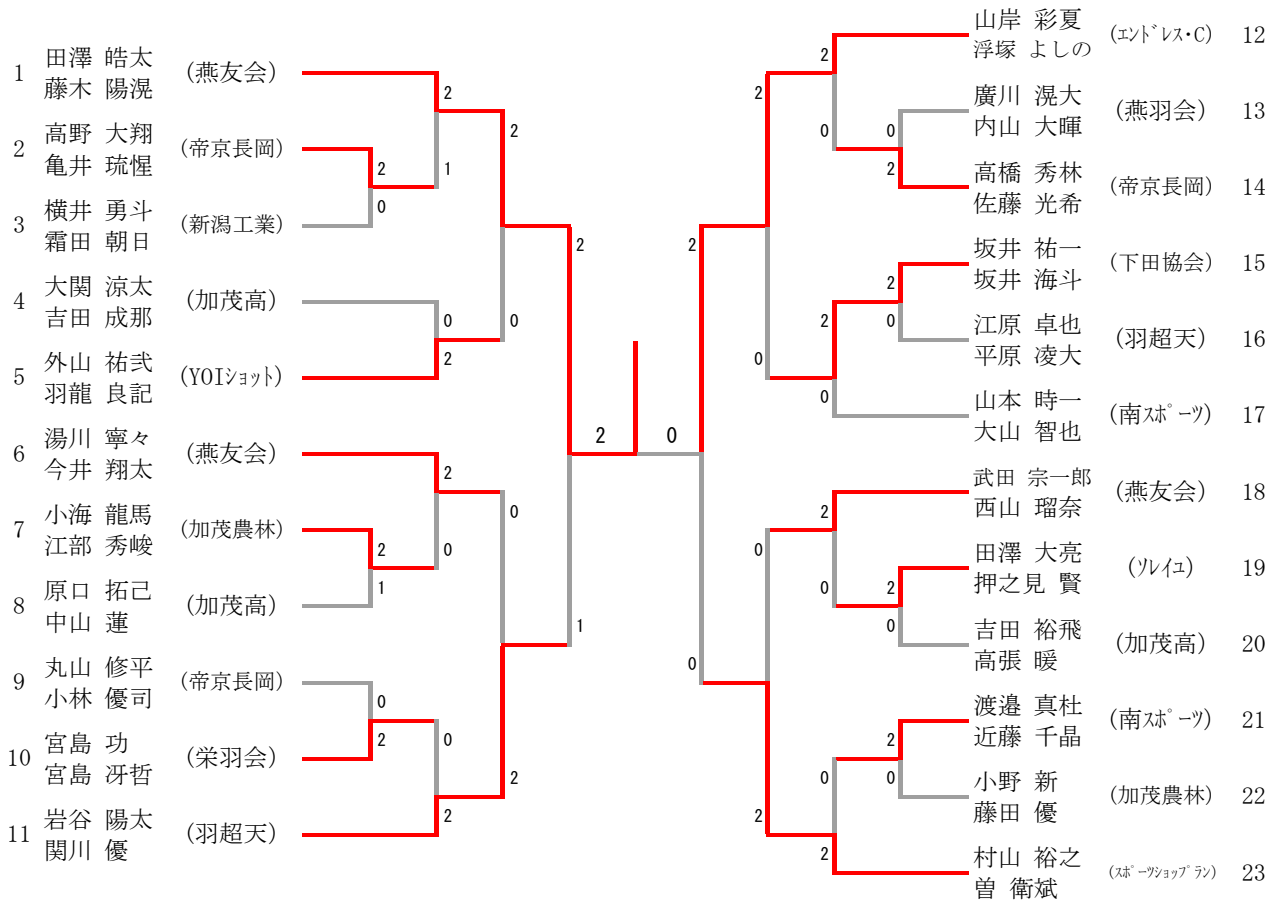 1 田澤 皓太 (燕友会)
藤木 陽滉
2 高野 大翔 (帝京長岡)
亀井 琉惺
3 横井 勇斗 (新潟工業)
霜田 朝日
4 大関 涼太 (加茂高)
吉田 成那
5 外山 祐弐 (YOIショット)
羽龍 良記
6 湯川 寧々 (燕友会)
今井 翔太
7 小海 龍馬 (加茂農林)
江部 秀峻
8 原口 拓己 (加茂高)
中山 蓮
9 丸山 修平 (帝京長岡)
小林 優司
10 宮島 功 (栄羽会)
宮島 冴哲
11 岩谷 陽太 (羽超天)
関川 優
2
1
2
0
2
0
2
0
2
2
0
0
2
1
1
0
2
0
2
2
2
0
山岸 彩夏 (エンドレス・C) 12
浮塚 よしの
廣川 滉大 (燕羽会) 13
内山 大暉
高橋 秀林 (帝京長岡) 14
佐藤 光希
坂井 祐一 (下田協会) 15
坂井 海斗
江原 卓也 (羽超天) 16
平原 凌大
山本 時一 (南スポーツ) 17
大山 智也
武田 宗一郎 (燕友会) 18
西山 瑠奈
田澤 大亮 (ソレイユ) 19
押之見 賢
吉田 裕飛 (加茂高) 20
高張 暖
渡邉 真杜 (南スポーツ) 21
近藤 千晶
小野 新 (加茂農林) 22
藤田 優
村山 裕之 (スポーツショップラン) 23
曽 衛斌
2
2
0
0
2
2
2
2
0
0
0
2
0
0
2
0
0
2
0
0
2
2